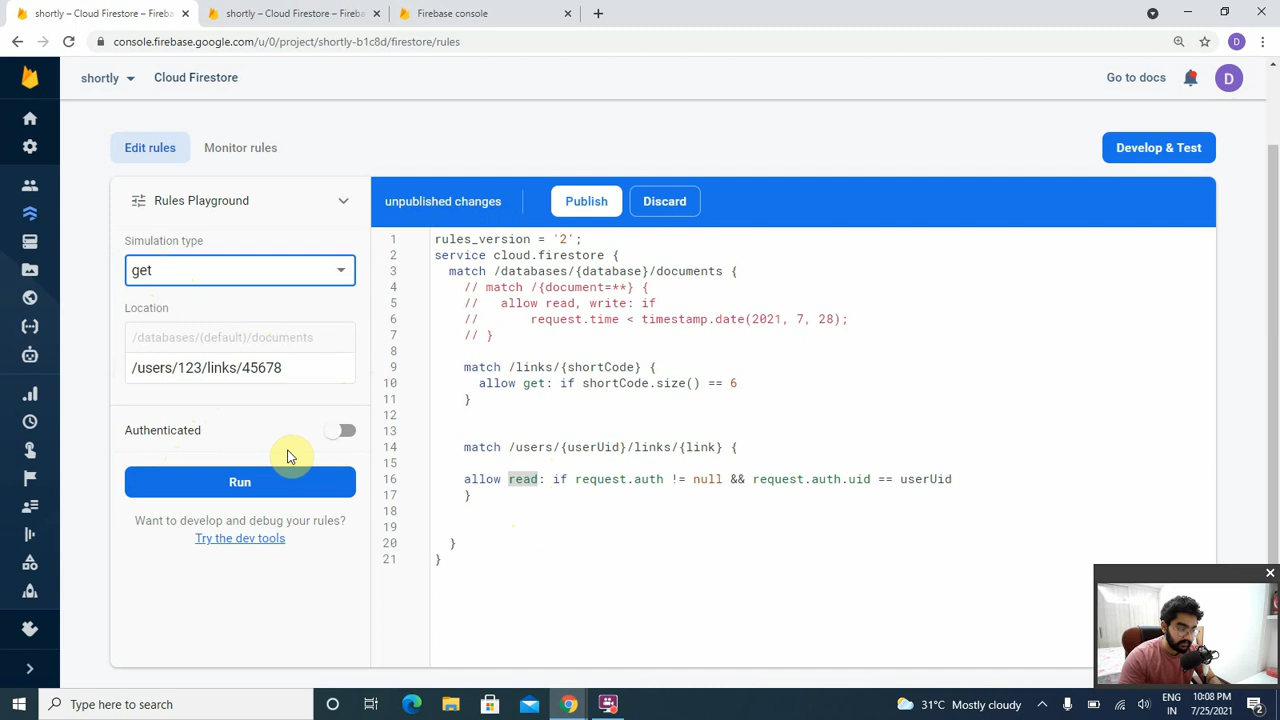 shortly – Cloud Firestore – Fireb
shortly – Cloud Firestore – Fireb
Firebase console
console.firebase.google.com/u/0/project/shortly-b1c8d/firestore/rules
D
shortly
Cloud Firestore
Go to docs
D
Edit rules
Monitor rules
Develop & Test
Rules Playground
unpublished changes
Publish
Discard
Simulation type
get
Location
/databases/(default)/documents
/users/123/links/45678
Authenticated
Run
Want to develop and debug your rules?
Try the dev tools
1 rules_version = '2';
2 service cloud.firestore {
3 match /databases/{database}/documents {
4 // match /{document=**} {
5 // allow read, write: if
6 // request.time < timestamp.date(2021, 7, 28);
7 // }
8
9 match /links/{shortCode} {
10 allow get: if shortCode.size() == 6
11 }
12
13
14 match /users/{userUid}/links/{link} {
15
16 allow read: if request.auth != null && request.auth.uid == userUid
17 }
18
19
20 }
21 }
Type here to search
31°C Mostly cloudy
ENG
IN
10:08 PM
7/25/2021
2